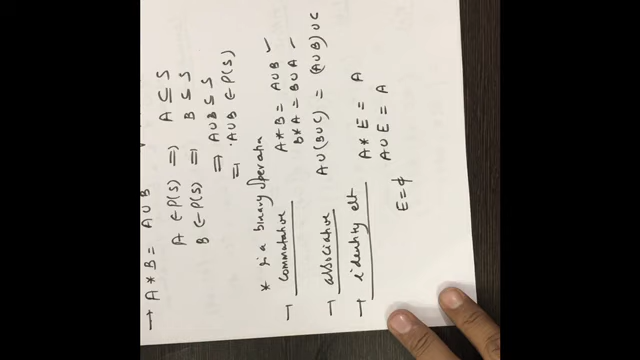 → A * B = A ∪ B
A ∈ P(S) ⇒ A ⊆ S
B ∈ P(S) ⇒ B ⊆ S
⇒ A∪B ⊆ S
⇒ A∪B ∈ P(S)
* is a binary operation
→ commutative A * B = A∪B ✓
B * A = B∪A ✓
→ associative A∪(B∪C) = (A∪B)∪C
→ identity elt A * E = A
A∪E = A
E = ϕ